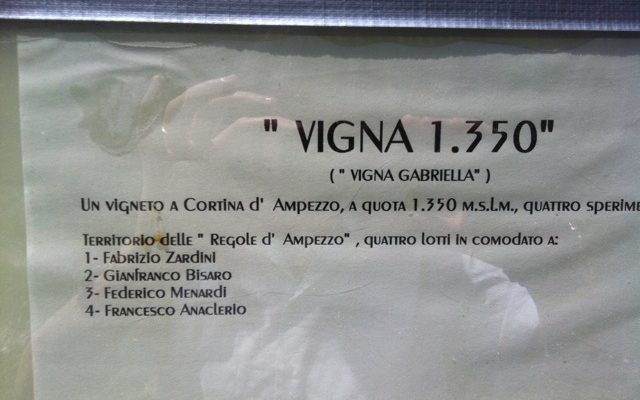 " VIGNA 1.350"
( " VIGNA GABRIELLA" )
Un vigneto a Cortina d' Ampezzo, a quota 1.350 m.s.l.m., quattro sperime
Territorio delle " Regole d' Ampezzo" , quattro lotti in comodato a:
1- Fabrizio Zardini
2- Gianfranco Bisaro
3- Federico Menardi
4- Francesco Anaclerio